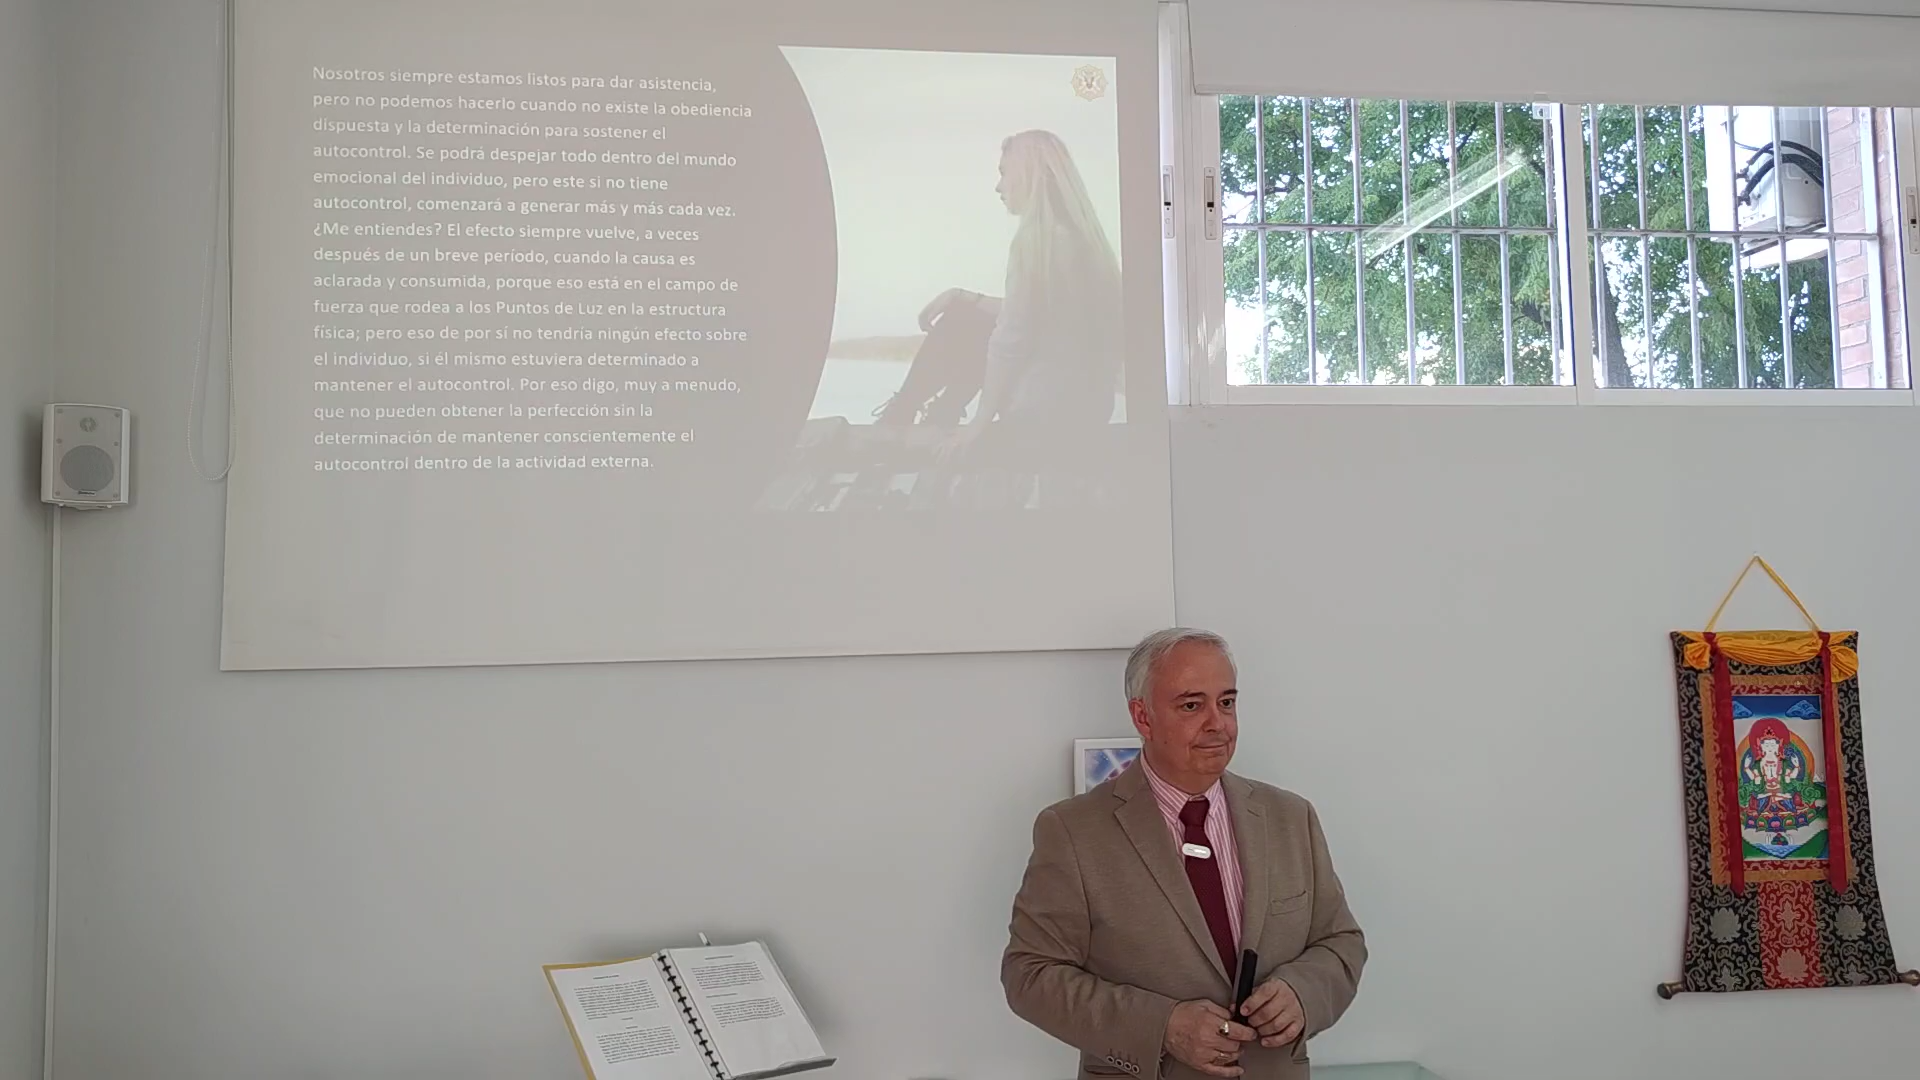 Nosotros siempre estamos listos para dar asistencia,
pero no podemos hacerlo cuando no existe la obediencia
dispuesta y la determinación para sostener el
autocontrol. Se podrá despejar todo dentro del mundo
emocional del individuo, pero este si no tiene
autocontrol, comenzará a generar más y más cada vez.
¿Me entiendes? El efecto siempre vuelve, a veces
después de un breve período, cuando la causa es
aclarada y consumida, porque eso está en el campo de
fuerza que rodea a los Puntos de Luz en la estructura
física; pero eso de por sí no tendría ningún efecto sobre
el individuo, si él mismo estuviera determinado a
mantener el autocontrol. Por eso digo, muy a menudo,
que no pueden obtener la perfección sin la
determinación de mantener conscientemente el
autocontrol dentro de la actividad externa.